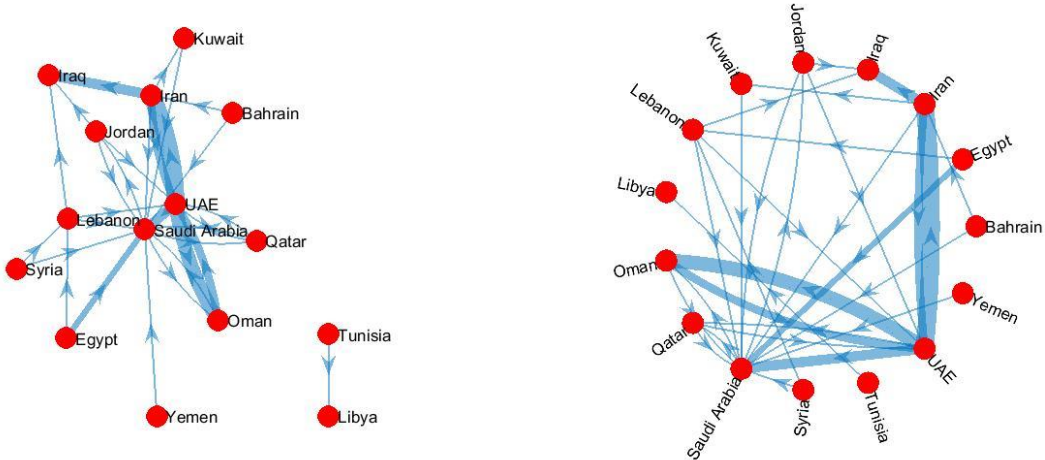 Kuwait
Iraq
Iran
Bahrain
Jordan
UAE
Lebanon
Saudi Arabia
Qatar
Syria
Oman
Egypt
Tunisia
Yemen
Libya
Jordan
Iraq
Kuwait
Iran
Lebanon
Egypt
Libya
Bahrain
Oman
Yemen
Qatar
UAE
Saudi Arabia
Syria
Tunisia